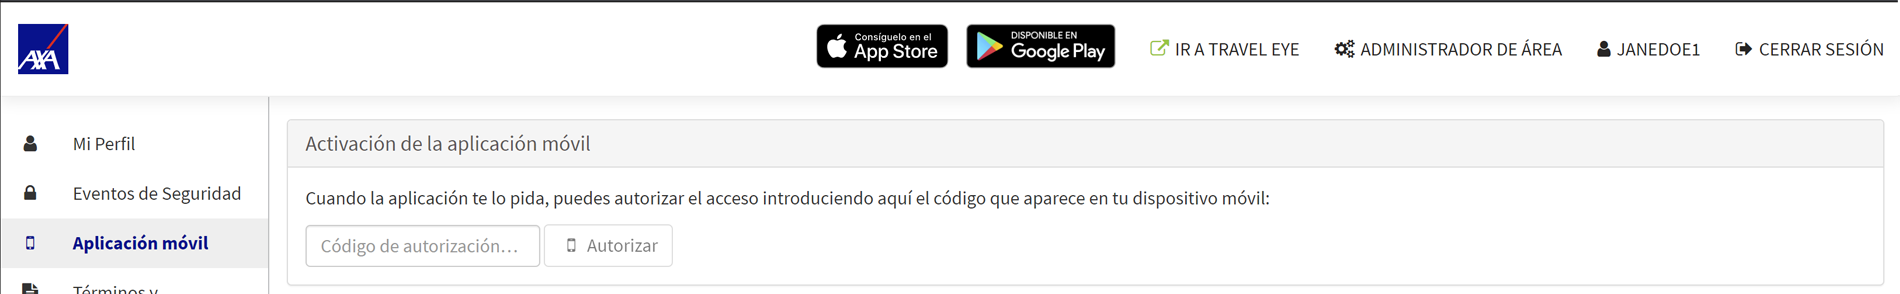 AXA
Consíguelo en el
App Store
DISPONIBLE EN
Google Play
IR A TRAVEL EYE
ADMINISTRADOR DE ÁREA
JANEDOE1
CERRAR SESIÓN
Mi Perfil
Eventos de Seguridad
Aplicación móvil
Términos y
Activación de la aplicación móvil
Cuando la aplicación te lo pida, puedes autorizar el acceso introduciendo aquí el código que aparece en tu dispositivo móvil:
Código de autorización...
Autorizar